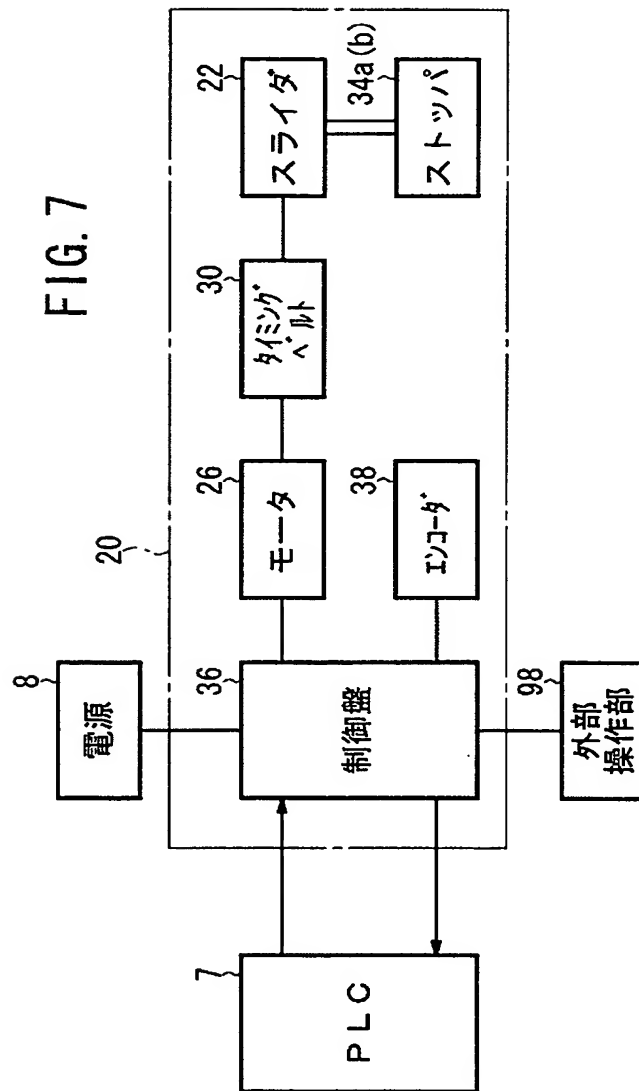 FIG. 7
20
8
電源
7
PLC
36
制御盤
26
モータ
30
タイミング
ベルト
22
スライダ
34a(b)
ストッパ
38
エンコーダ
98
外部
操作部